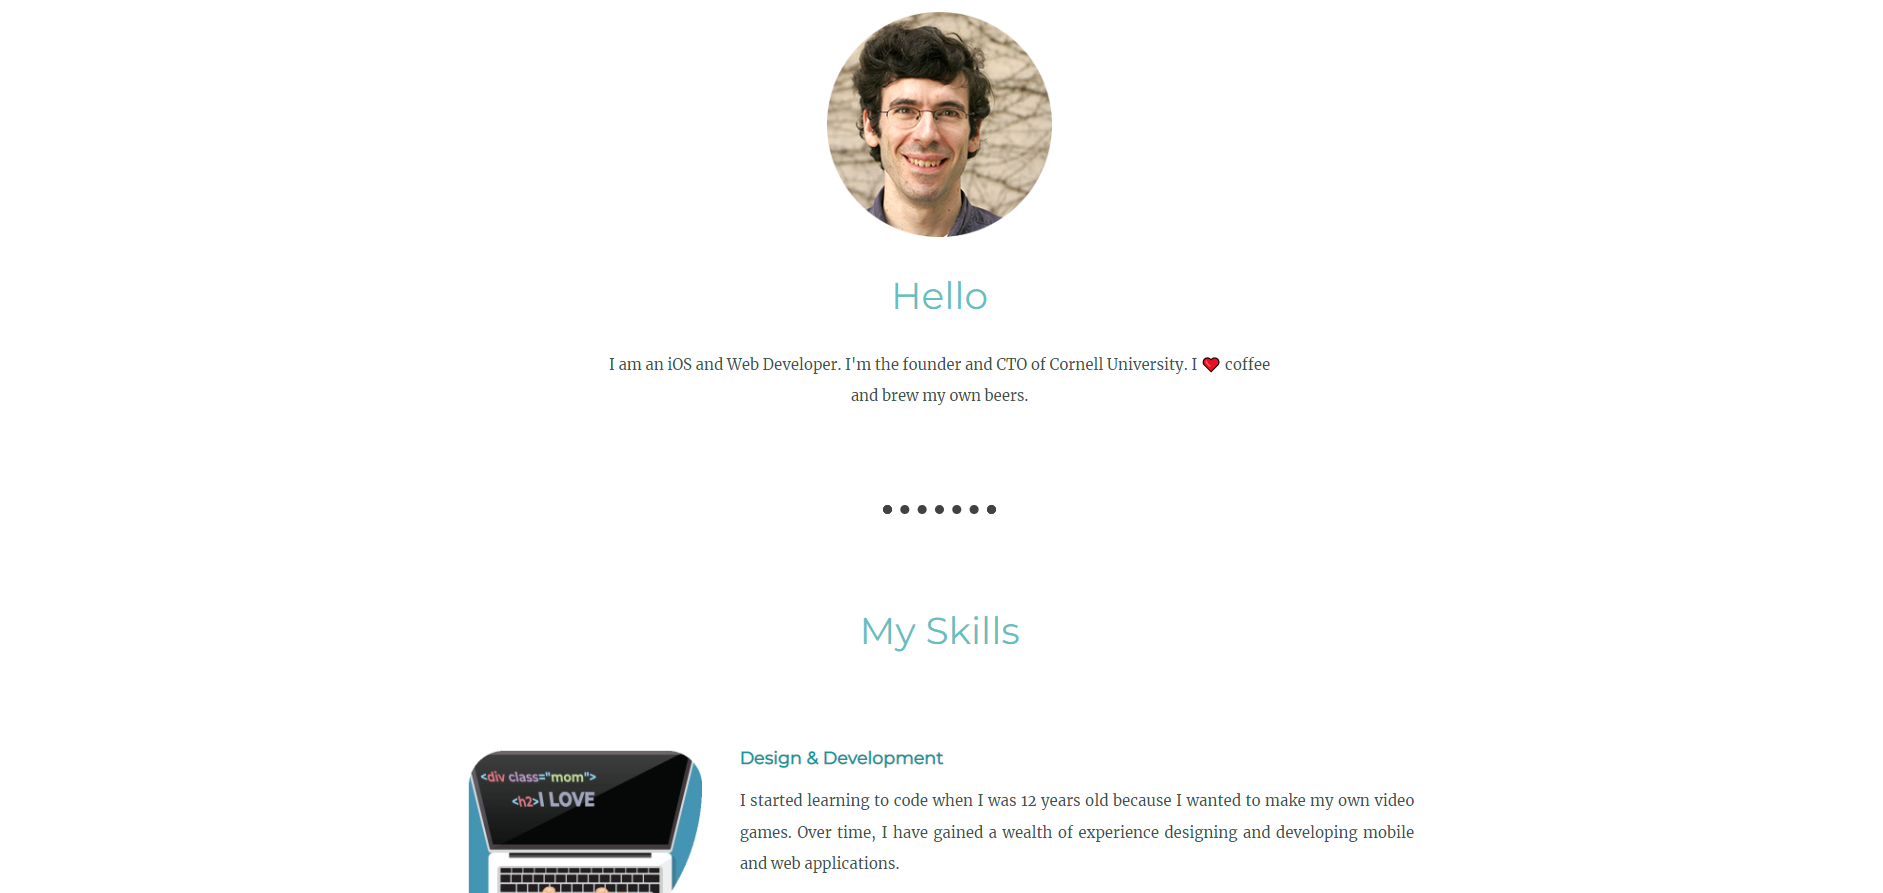 Hello
I am an iOS and Web Developer. I'm the founder and CTO of Cornell University. I ❤ coffee
and brew my own beers.
My Skills
<div class="mom">
<h2>I LOVE
Design & Development
I started learning to code when I was 12 years old because I wanted to make my own video
games. Over time, I have gained a wealth of experience designing and developing mobile
and web applications.